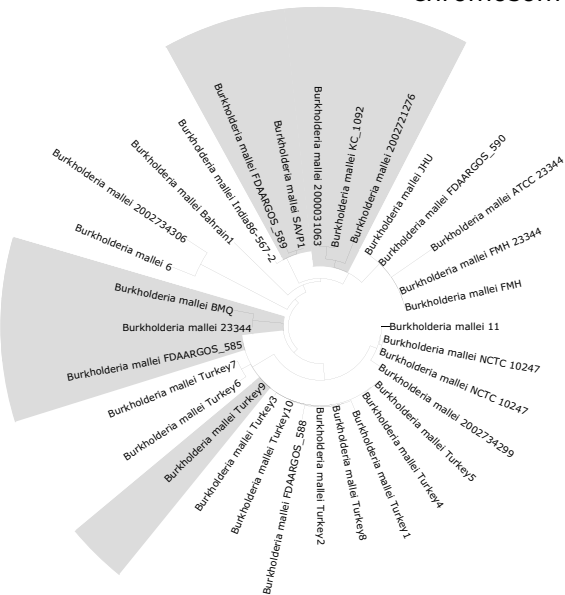 Burkholderia mallei FDAARGOS_589
Burkholderia mallei SAVP1
Burkholderia mallei 2000031063
Burkholderia mallei KC_1092
Burkholderia mallei 2002721276
Burkholderia mallei JHU
Burkholderia mallei FDAARGOS_590
Burkholderia mallei ATCC 23344
Burkholderia mallei FMH 23344
Burkholderia mallei FMH
Burkholderia mallei 11
Burkholderia mallei NCTC 10247
Burkholderia mallei NCTC 10247
Burkholderia mallei 2002734299
Burkholderia mallei Turkey5
Burkholderia mallei Turkey4
Burkholderia mallei Turkey1
Burkholderia mallei Turkey8
Burkholderia mallei Turkey2
Burkholderia mallei FDAARGOS_588
Burkholderia mallei Turkey10
Burkholderia mallei Turkey3
Burkholderia mallei Turkey9
Burkholderia mallei Turkey6
Burkholderia mallei Turkey7
Burkholderia mallei FDAARGOS_585
Burkholderia mallei 23344
Burkholderia mallei BMQ
Burkholderia mallei 6
Burkholderia mallei 2002734306
Burkholderia mallei Bahrain1
Burkholderia mallei India86-567-2